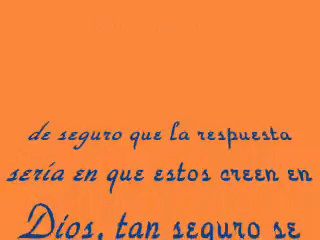 de seguro que la respuesta
sería en que estos creen en
Dios, tan seguro se